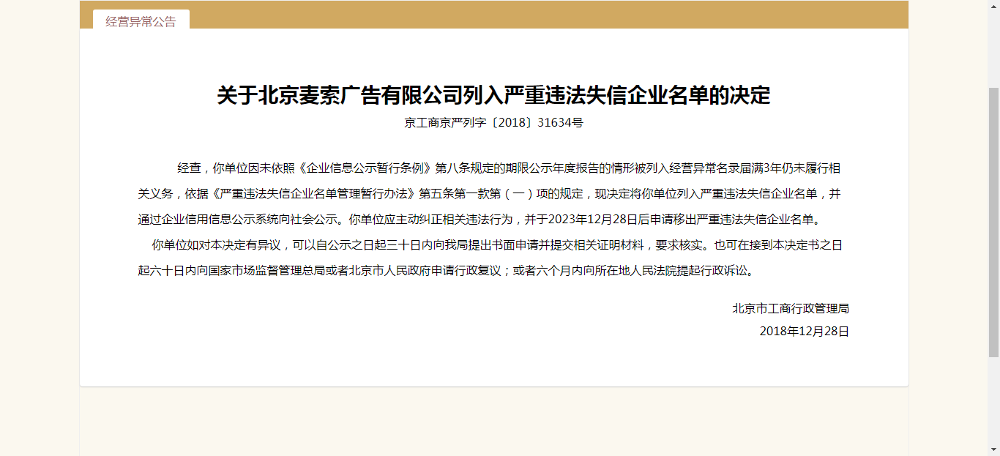 经营异常公告
关于北京麦索广告有限公司列入严重违法失信企业名单的决定
京工商京严列字〔2018〕31634号
经查，你单位因未依照《企业信息公示暂行条例》第八条规定的期限公示年度报告的情形被列入经营异常名录届满3年仍未履行相
关义务，依据《严重违法失信企业名单管理暂行办法》第五条第一款第（一）项的规定，现决定将你单位列入严重违法失信企业名单，并
通过企业信用信息公示系统向社会公示。你单位应主动纠正相关违法行为，并于2023年12月28日后申请移出严重违法失信企业名单。
你单位如对本决定有异议，可以自公示之日起三十日内向我局提出书面申请并提交相关证明材料，要求核实。也可在接到本决定书之日
起六十日内向国家市场监督管理总局或者北京市人民政府申请行政复议；或者六个月内向所在地人民法院提起行政诉讼。
北京市工商行政管理局
2018年12月28日